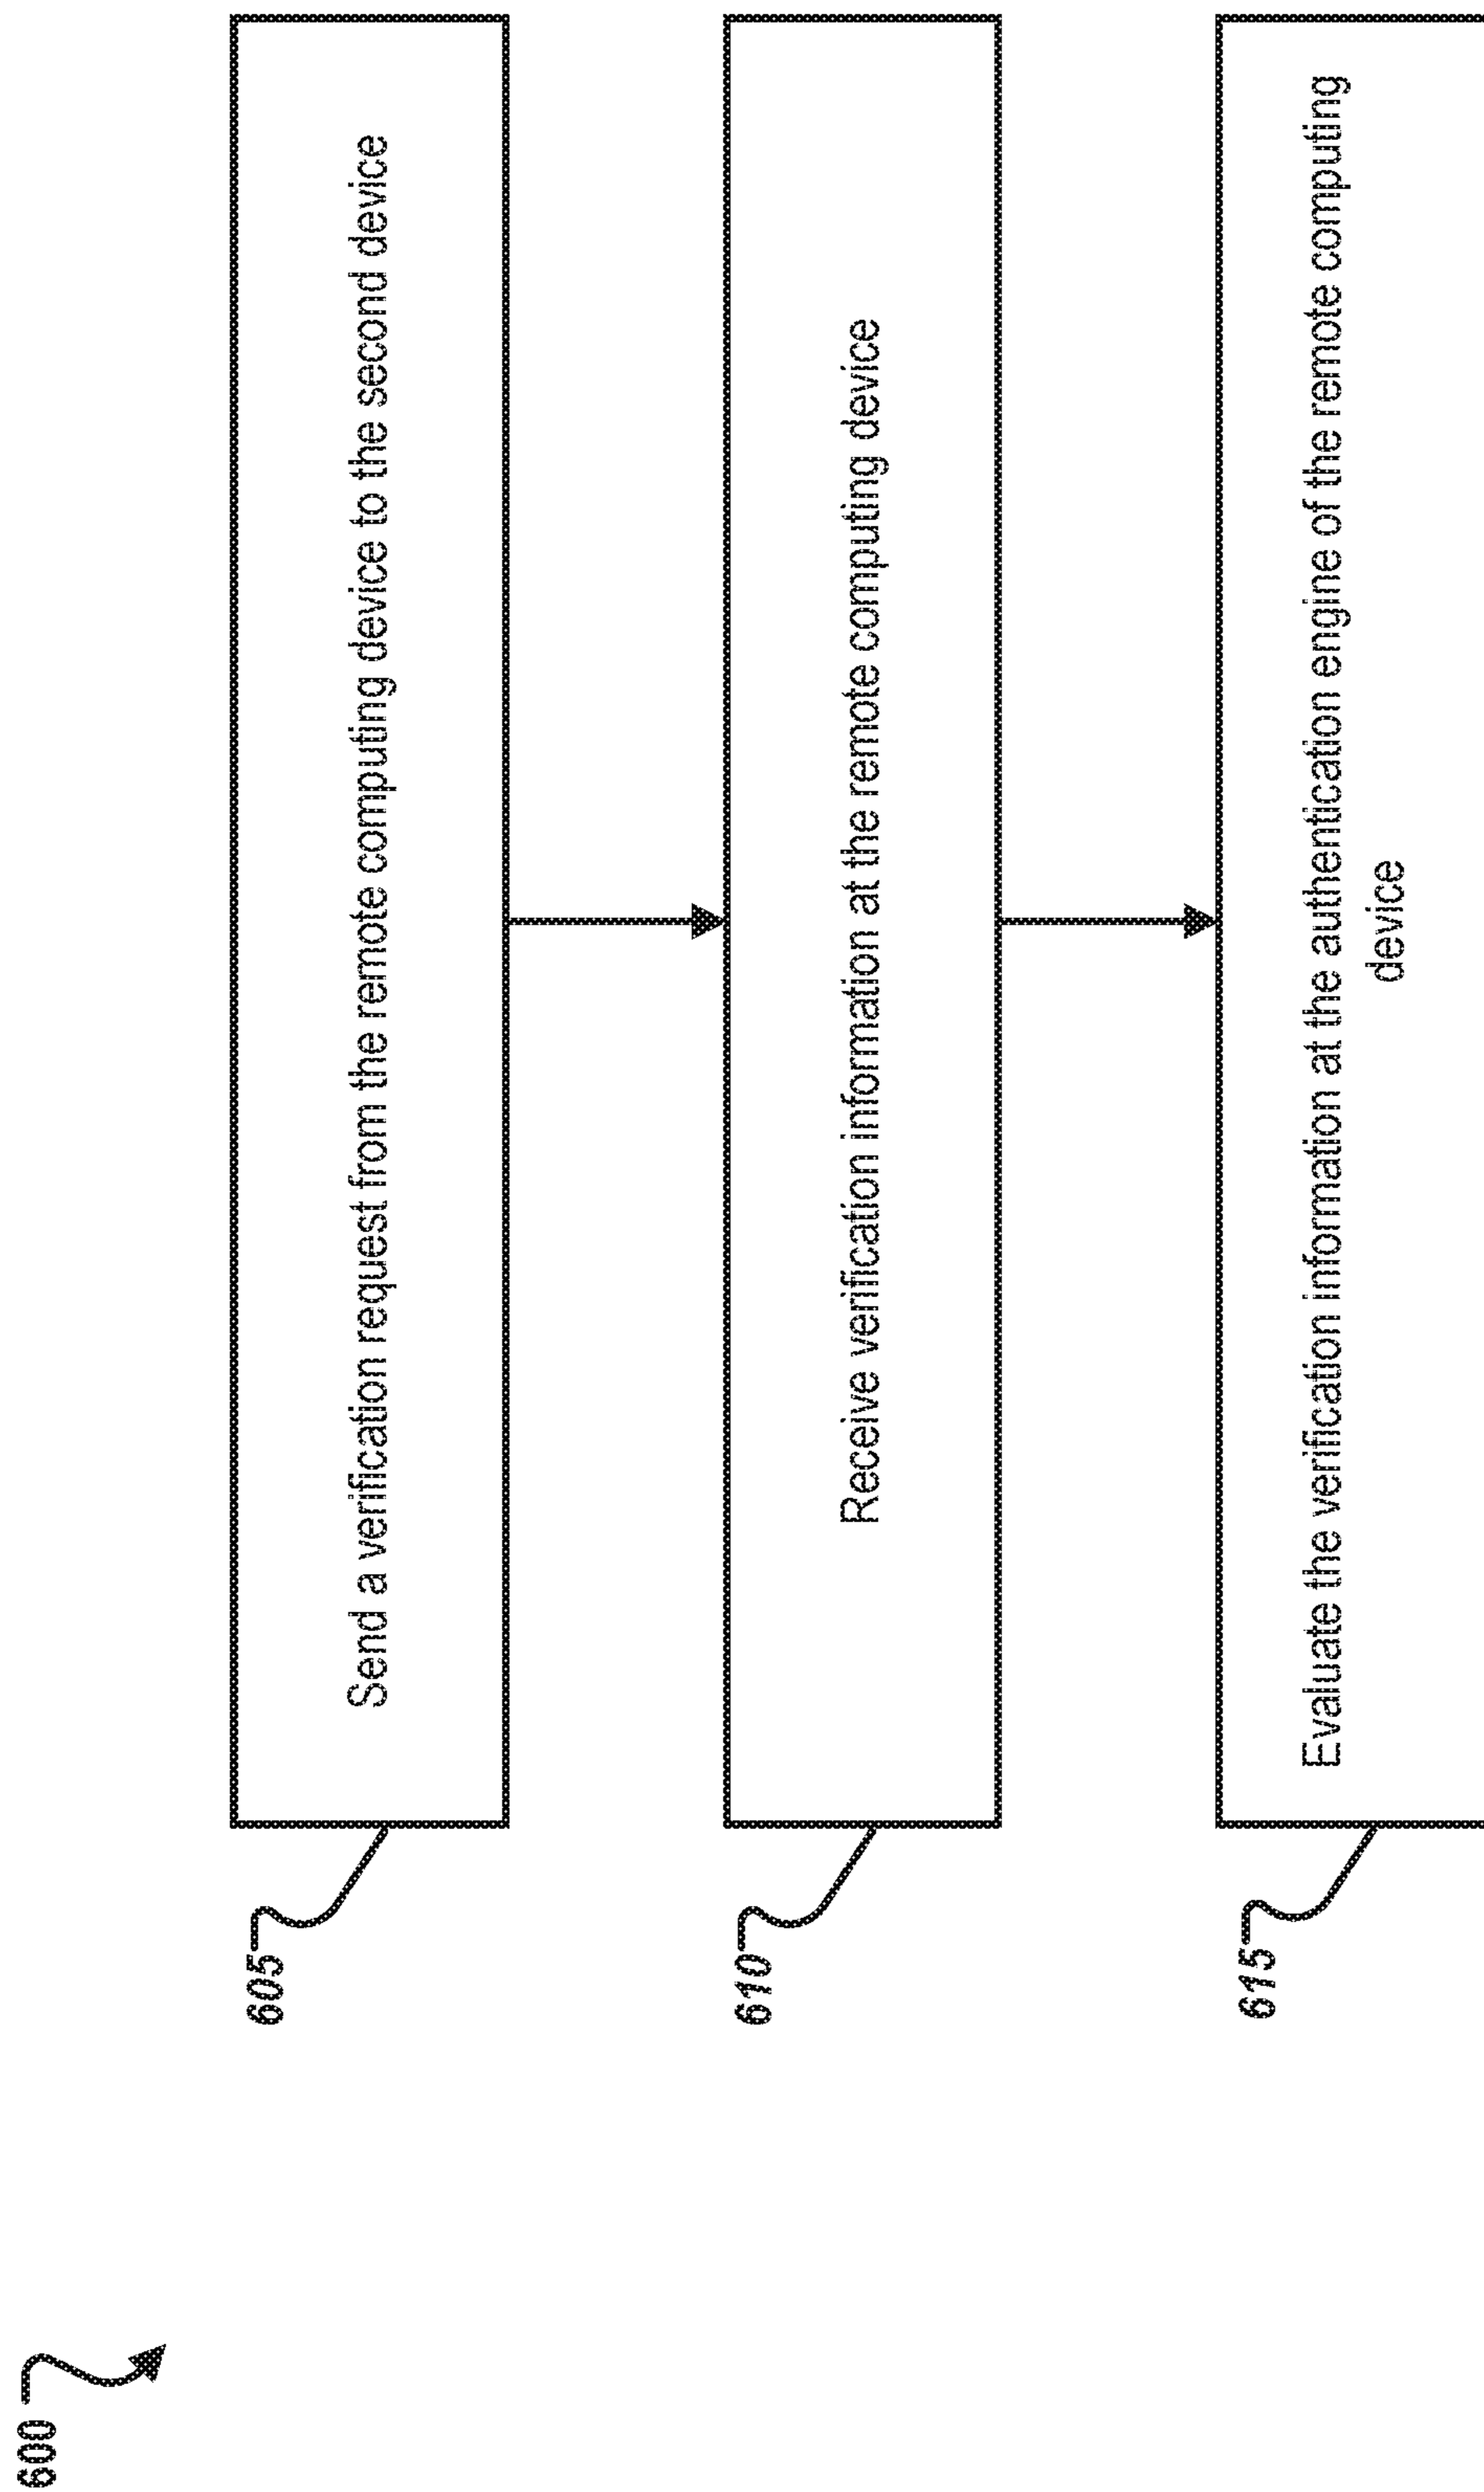 600
605
Send a verification request from the remote computing device to the second device
610
Receive verification information at the remote computing device
615
Evaluate the verification information at the authentication engine of the remote computing
device